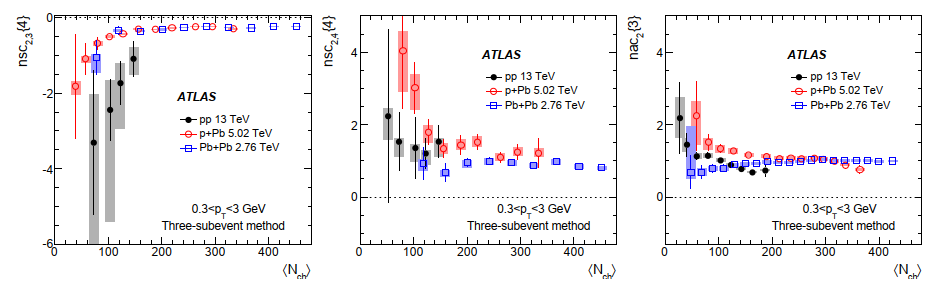 nsc2,3{4}
0
-2
-4
-6
ATLAS
pp 13 TeV
p+Pb 5.02 TeV
Pb+Pb 2.76 TeV
0.3<pT<3 GeV
Three-subevent method
0 100 200 300 400
⟨Nch⟩
nsc2,4{4}
4
2
0
ATLAS
pp 13 TeV
p+Pb 5.02 TeV
Pb+Pb 2.76 TeV
0.3<pT<3 GeV
Three-subevent method
0 100 200 300 400
⟨Nch⟩
nac2{3}
4
2
0
ATLAS
pp 13 TeV
p+Pb 5.02 TeV
Pb+Pb 2.76 TeV
0.3<pT<3 GeV
Three-subevent method
0 100 200 300 400
⟨Nch⟩